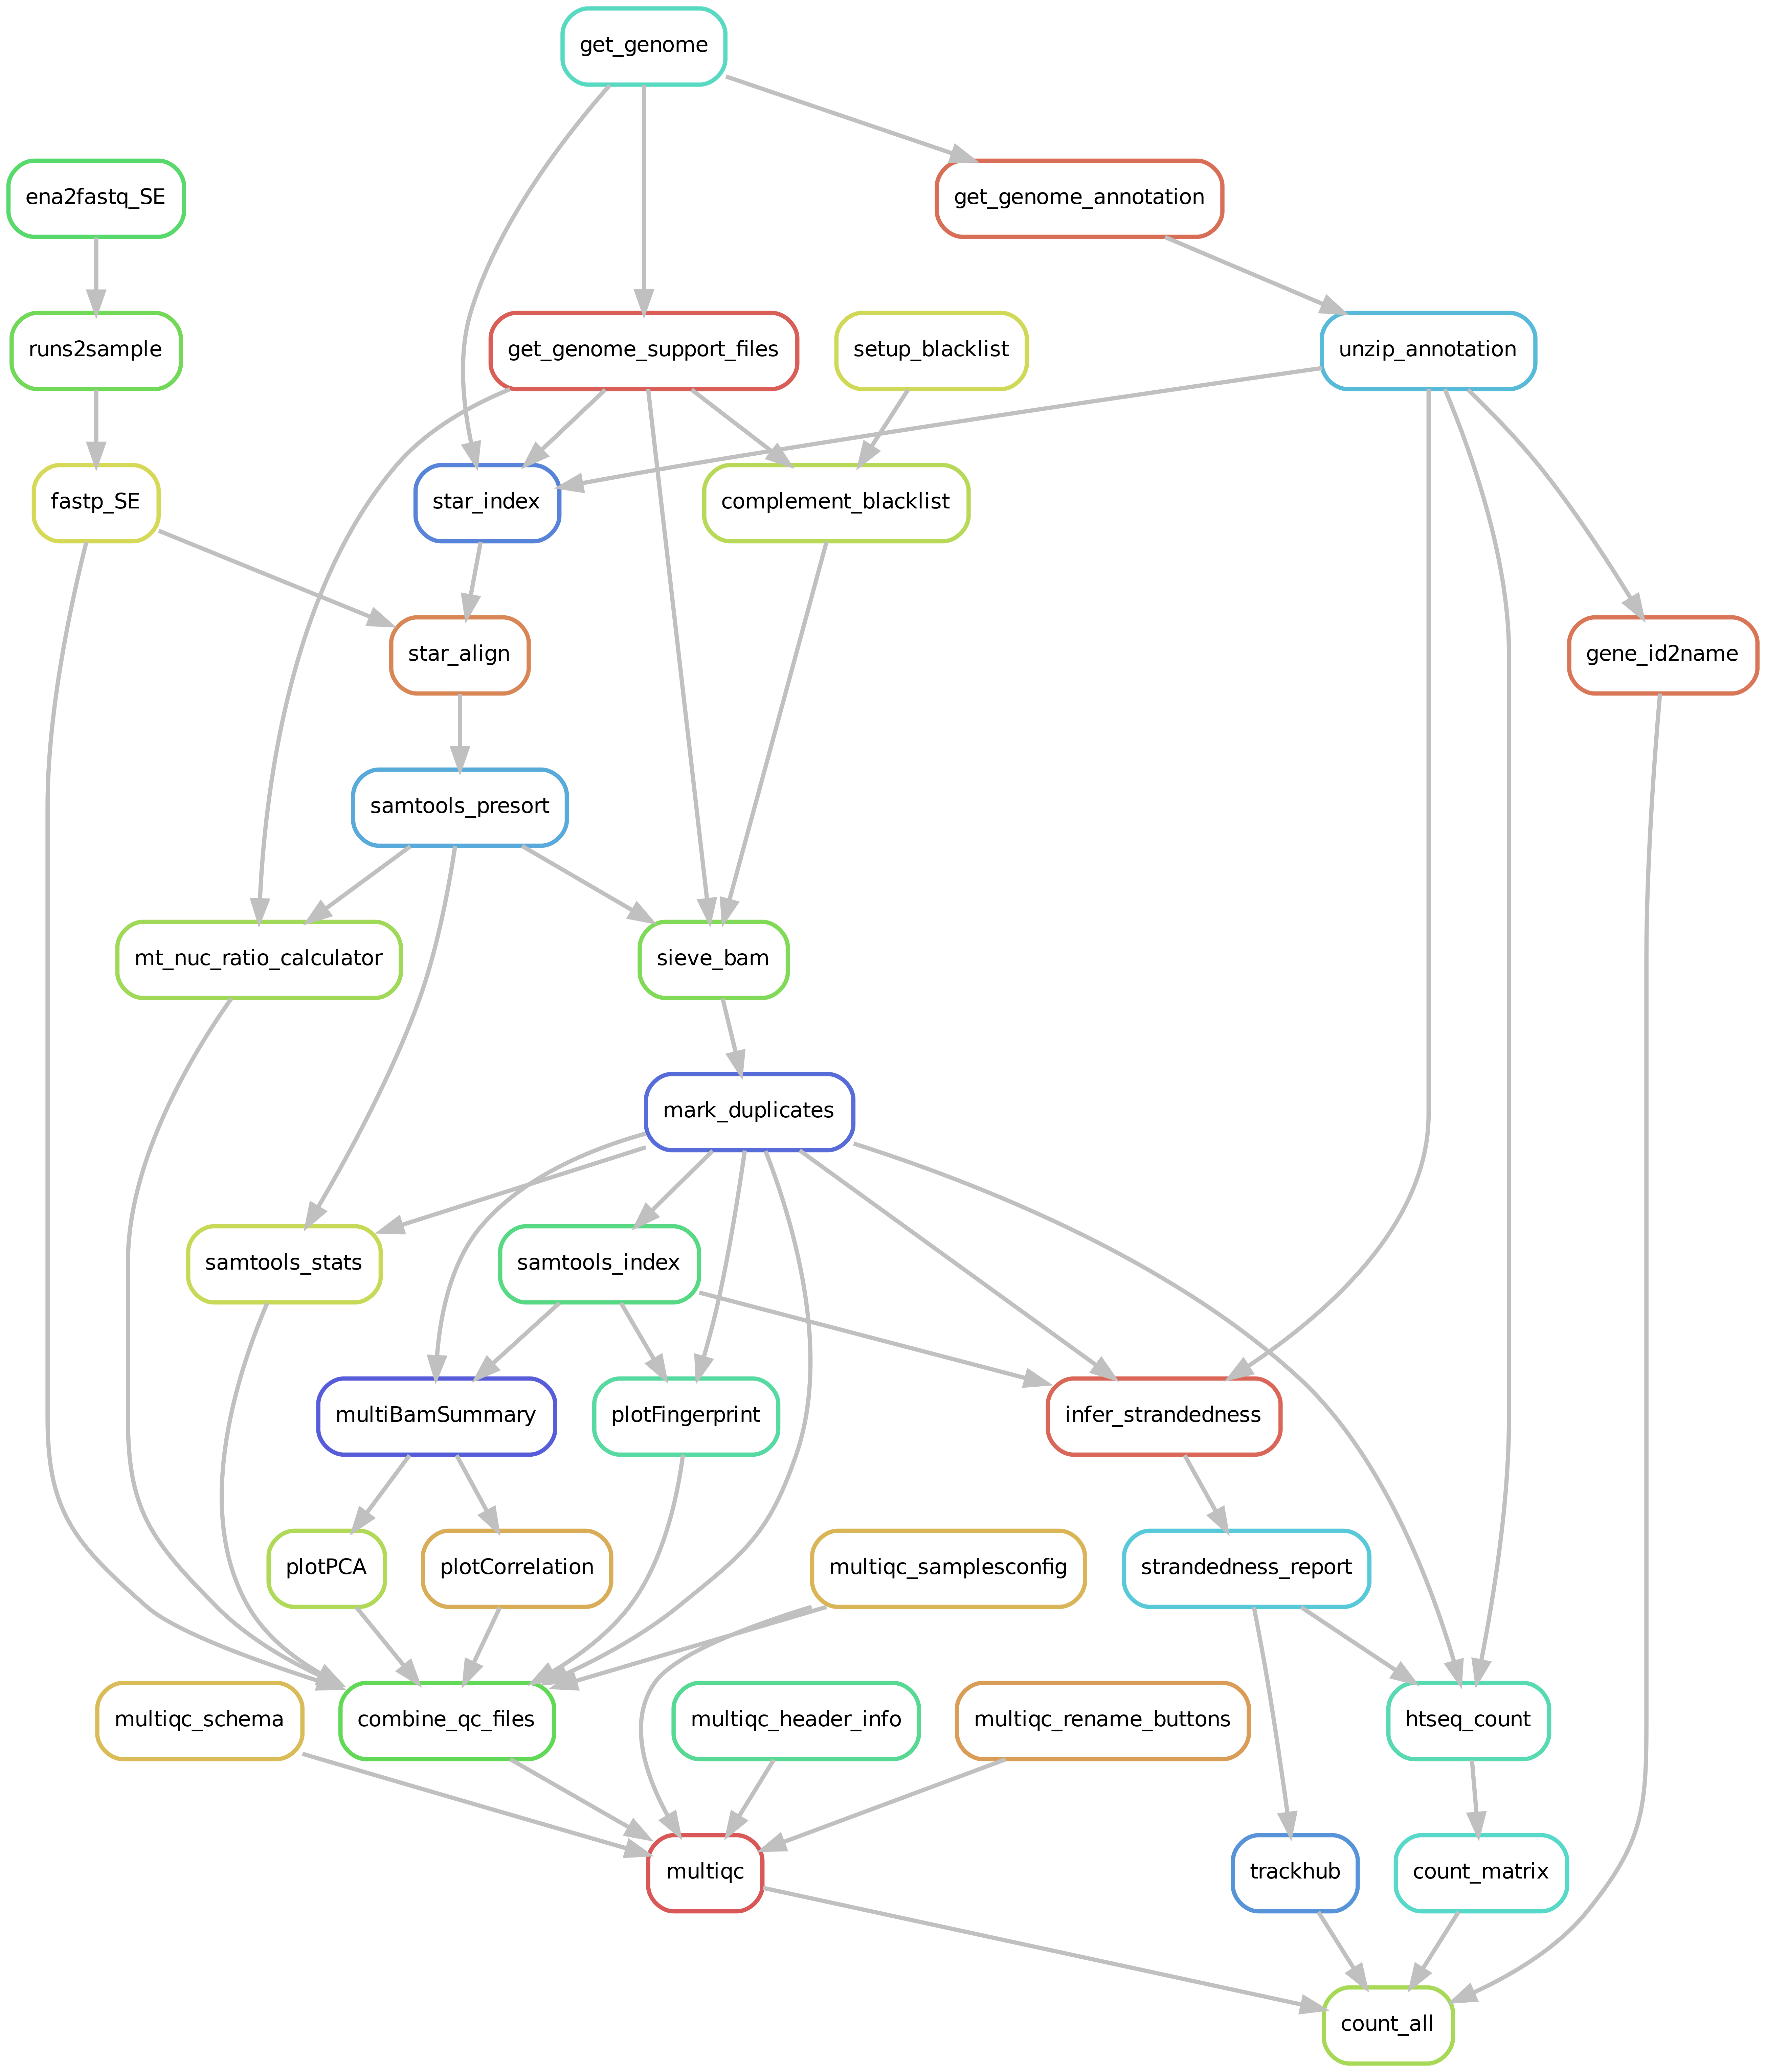 get_genome
ena2fastq_SE
get_genome_annotation
runs2sample
get_genome_support_files
setup_blacklist
unzip_annotation
fastp_SE
star_index
complement_blacklist
star_align
gene_id2name
samtools_presort
mt_nuc_ratio_calculator
sieve_bam
mark_duplicates
samtools_stats
samtools_index
multiBamSummary
plotFingerprint
infer_strandedness
plotPCA
plotCorrelation
multiqc_samplesconfig
strandedness_report
multiqc_schema
combine_qc_files
multiqc_header_info
multiqc_rename_buttons
htseq_count
multiqc
trackhub
count_matrix
count_all